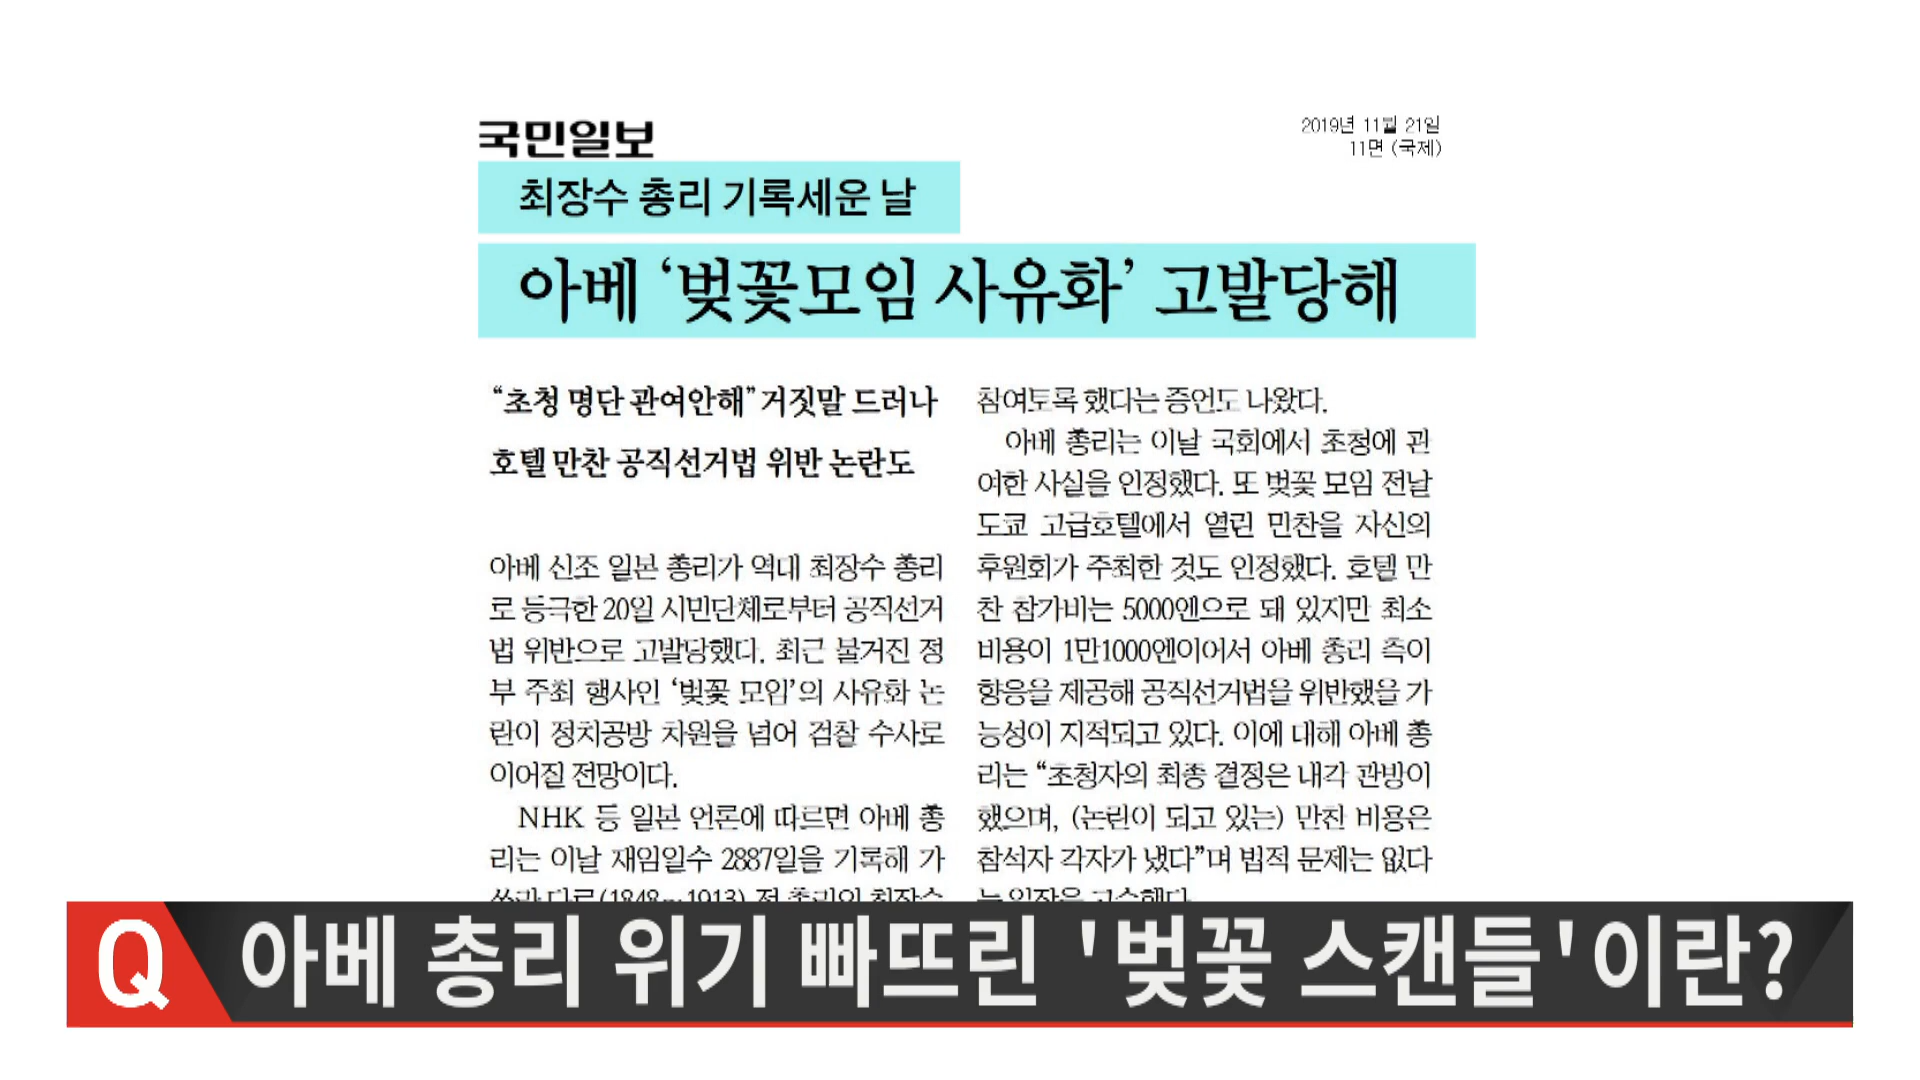 국민일보
2019년 11월 21일
11면 (국제)
최장수 총리 기록세운 날
아베 ‘벚꽃모임 사유화’ 고발당해
“초청 명단 관여안해” 거짓말 드러나
호텔 만찬 공직선거법 위반 논란도
아베 신조 일본 총리가 역대 최장수 총리
로 등극한 20일 시민단체로부터 공직선거
법 위반으로 고발당했다. 최근 불거진 정
부 주최 행사인 ‘벚꽃 모임’의 사유화 논
란이 정치공방 차원을 넘어 검찰 수사로
이어질 전망이다.
NHK 등 일본 언론에 따르면 아베 총
리는 이날 재임일수 2887일을 기록해 가
쓰라 다로(1848~1913) 전 총리의 최장수
참여토록 했다는 증언도 나왔다.
아베 총리는 이날 국회에서 초청에 관
여한 사실을 인정했다. 또 벚꽃 모임 전날
도쿄 고급호텔에서 열린 만찬을 자신의
후원회가 주최한 것도 인정했다. 호텔 만
찬 참가비는 5000엔으로 돼 있지만 최소
비용이 1만1000엔이어서 아베 총리 측이
향응을 제공해 공직선거법을 위반했을 가
능성이 지적되고 있다. 이에 대해 아베 총
리는 “초청자의 최종 결정은 내각 관방이
했으며, (논란이 되고 있는) 만찬 비용은
참석자 각자가 냈다”며 법적 문제는 없다
는 입장을 고수했다.
Q 아베 총리 위기 빠뜨린 '벚꽃 스캔들'이란?